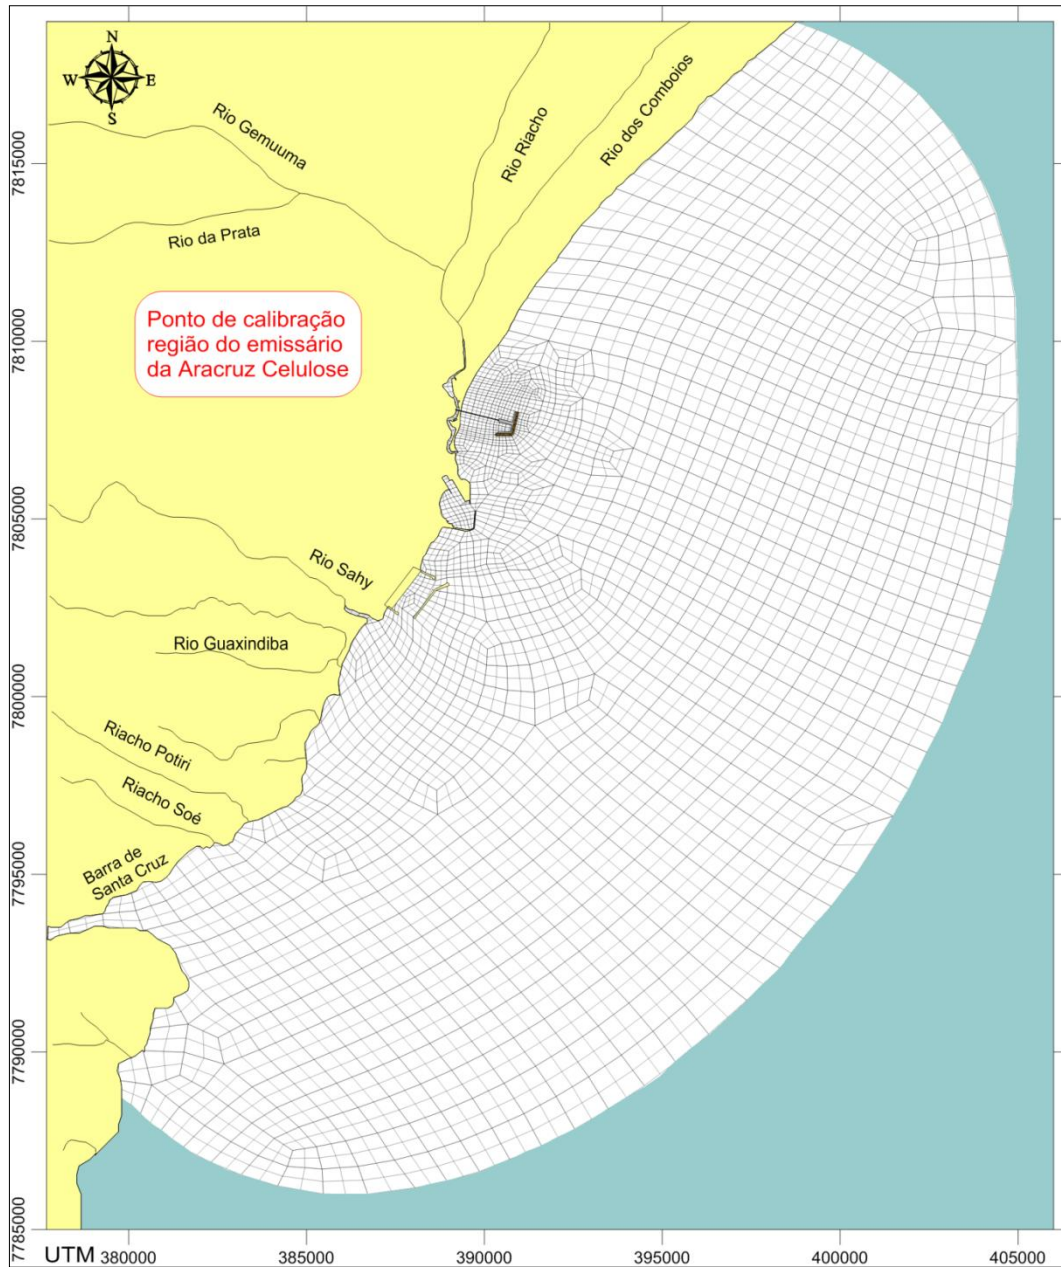 N
W E
S
Rio Gemuuma
Rio Riacho
Rio dos Comboios
Rio da Prata
Ponto de calibração
região do emissário
da Aracruz Celulose
Rio Sahy
Rio Guaxindiba
Riacho Potiri
Riacho Soé
Barra de
Santa Cruz
7815000
7810000
7805000
7800000
7795000
7790000
7785000
UTM 380000 385000 390000 395000 400000 405000